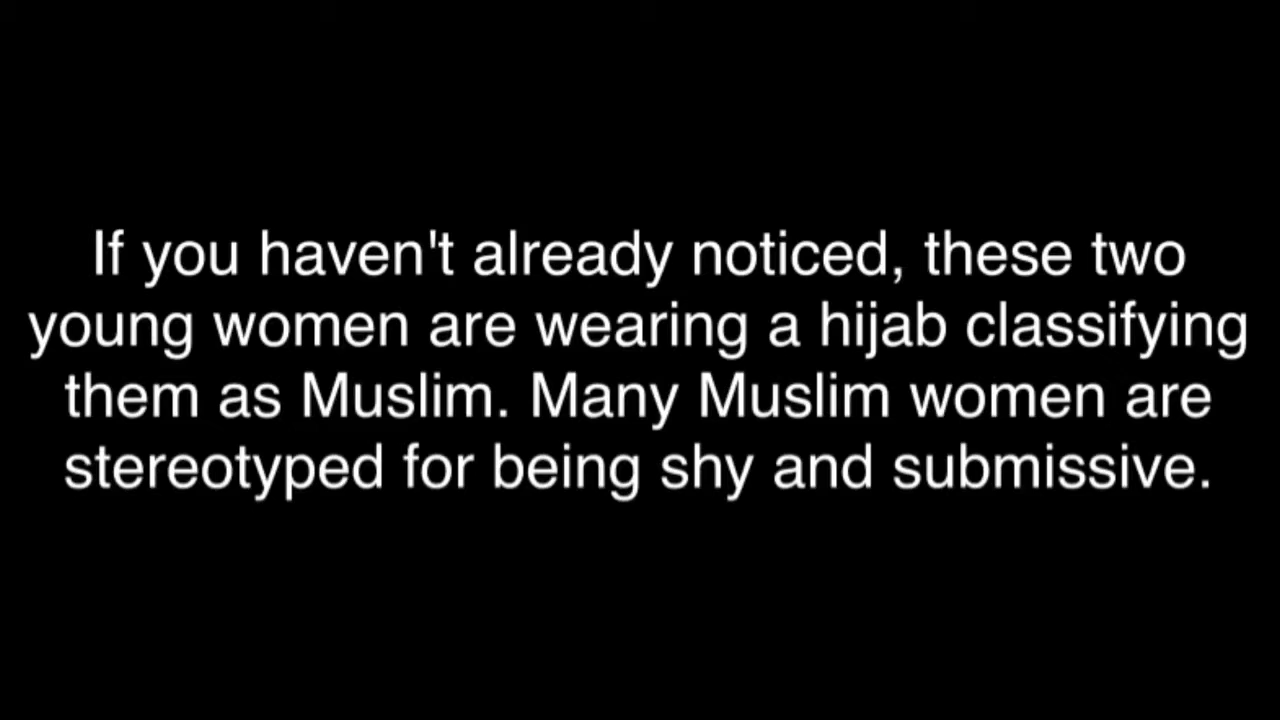 If you haven't already noticed, these two
young women are wearing a hijab classifying
them as Muslim. Many Muslim women are
stereotyped for being shy and submissive.